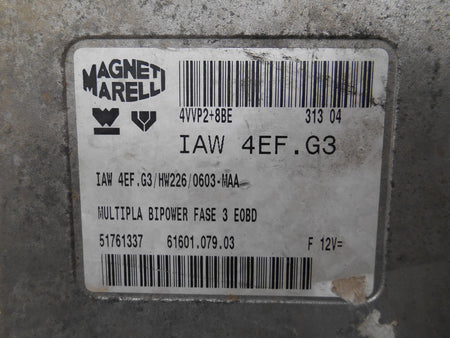 MAGNETI
MARELLI
4VVP2+8BE 313 04
IAW 4EF.G3
IAW 4EF.G3/HW226/0603-MAA
MULTIPLA BIPOWER FASE 3 EOBD
51761337 61601.079.03 F 12V=